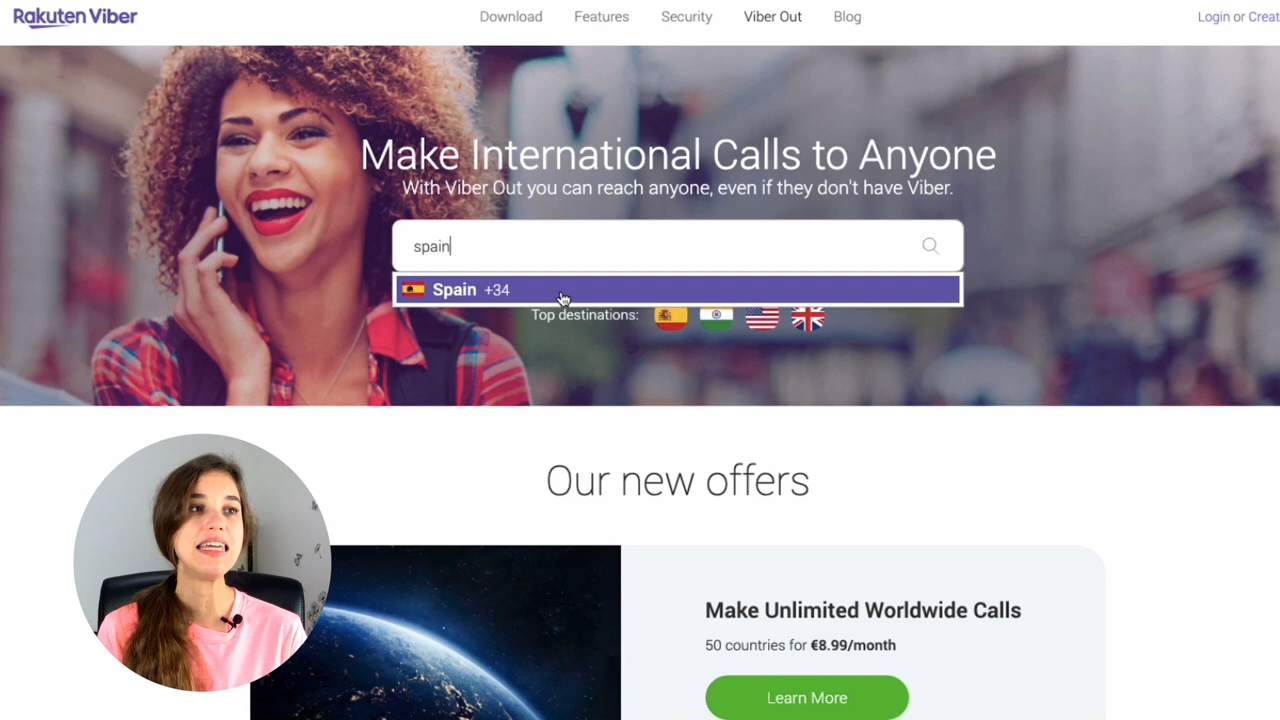 Rakuten Viber
Download Features Security Viber Out Blog
Login or Creat
Make International Calls to Anyone
With Viber Out you can reach anyone, even if they don't have Viber.
spain
Spain +34
Top destinations:
Our new offers
Make Unlimited Worldwide Calls
50 countries for €8.99/month
Learn More